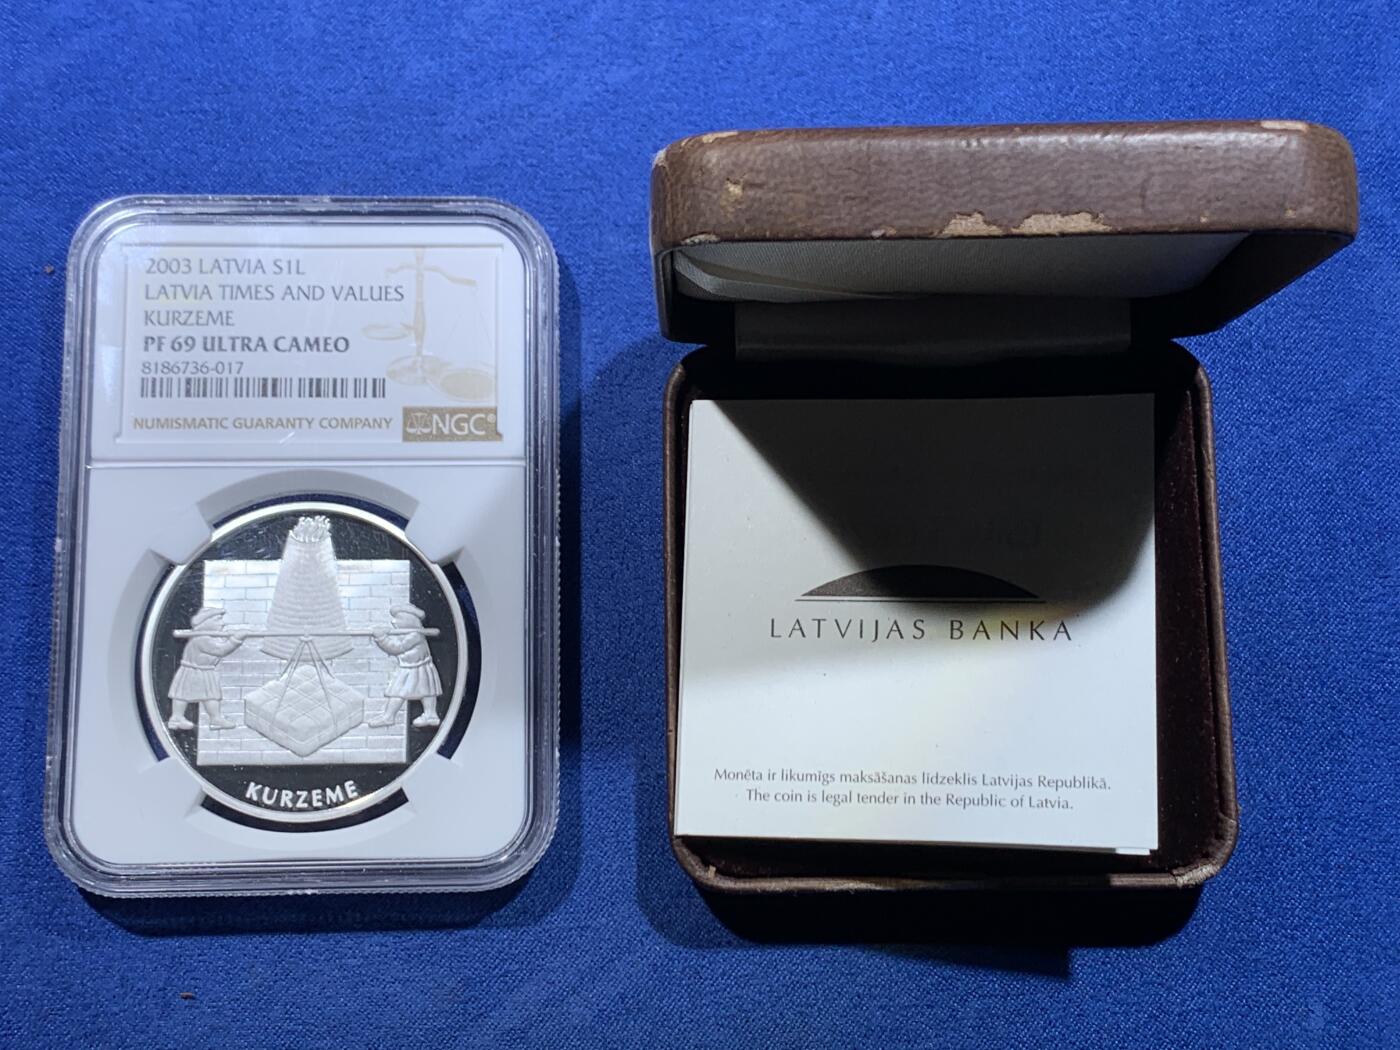 2003 LATVIA S1L
LATVIA TIMES AND VALUES
KURZEME
PF 69 ULTRA CAMEO
8186736-017
NUMISMATIC GUARANTY COMPANY
NGC®
KURZEME
LATVIJAS BANKA
Monēta ir likumīgs maksāšanas līdzeklis Latvijas Republikā.
The coin is legal tender in the Republic of Latvia.